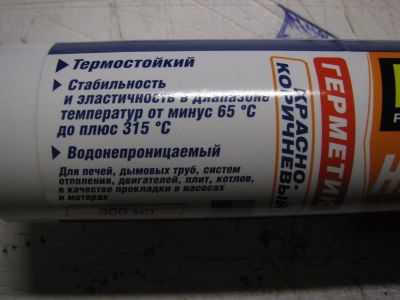 Термостойкий
Стабильность
и эластичность в диапазоне
температур от минус 65 °C
до плюс 315 °C
Водонепроницаемый
Для печей, дымовых труб, систем
отопления, двигателей, плит, котлов,
в качестве прокладки в насосах
и моторах
300 мл
КРАСНО-
КОРИЧНЕВЫЙ
ГЕРМЕТИК